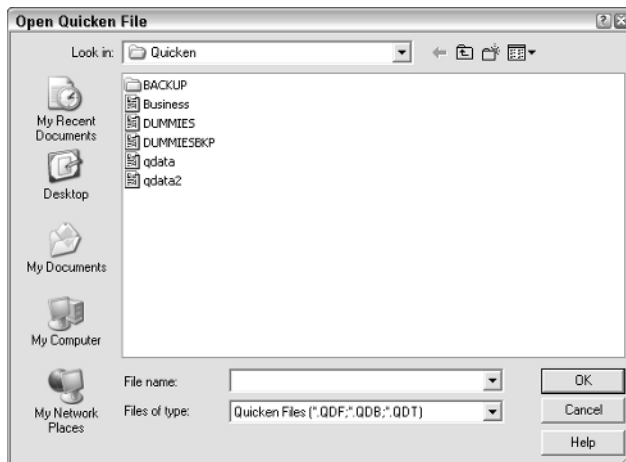 Open Quicken File
Look in: Quicken
BACKUP
Business
DUMMIES
DUMMIESBKP
qdata
qdata2
My Recent
Documents
Desktop
My Documents
My Computer
My Network
Places
File name:
Files of type: Quicken Files (*.QDF;*.QDB;*.QDT)
OK
Cancel
Help